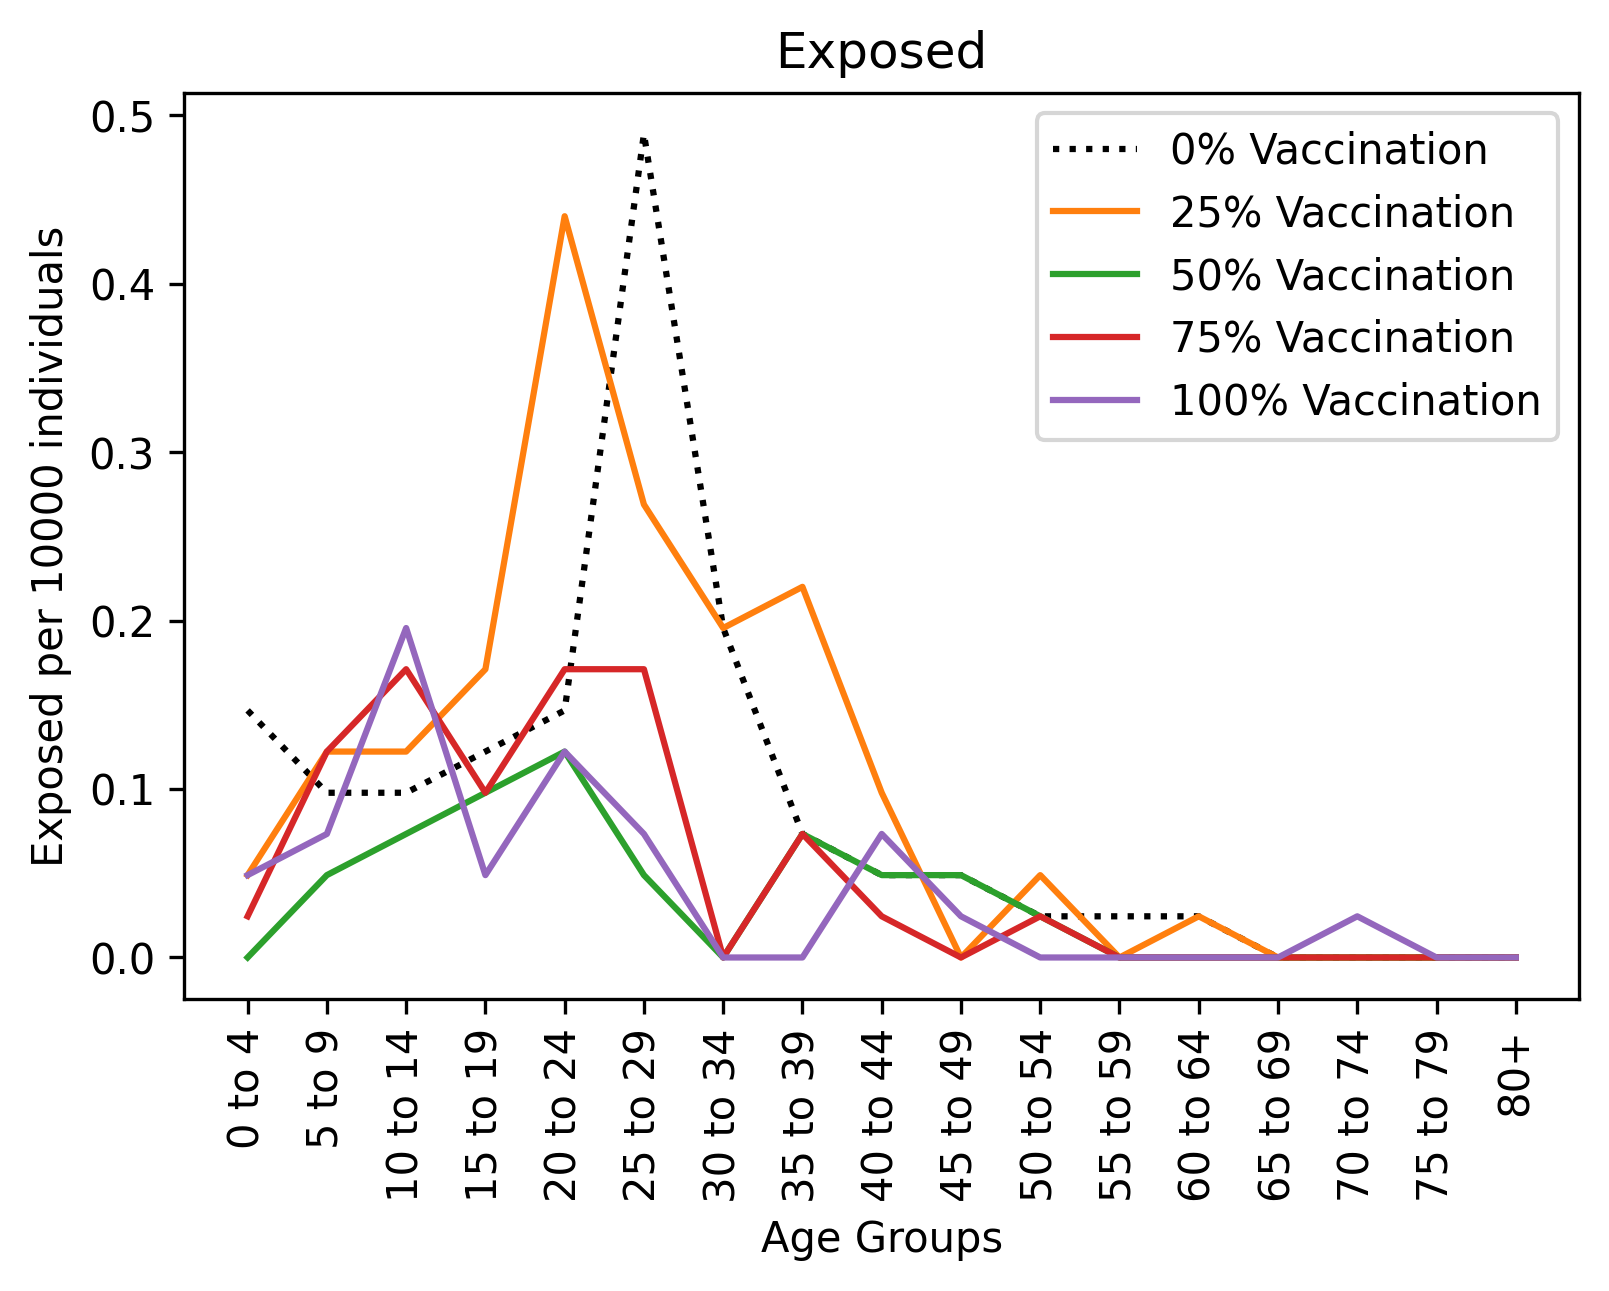 Exposed
Exposed per 10000 individuals
0.5
0.4
0.3
0.2
0.1
0.0
0% Vaccination
25% Vaccination
50% Vaccination
75% Vaccination
100% Vaccination
0 to 4
5 to 9
10 to 14
15 to 19
20 to 24
25 to 29
30 to 34
35 to 39
40 to 44
45 to 49
50 to 54
55 to 59
60 to 64
65 to 69
70 to 74
75 to 79
80+
Age Groups